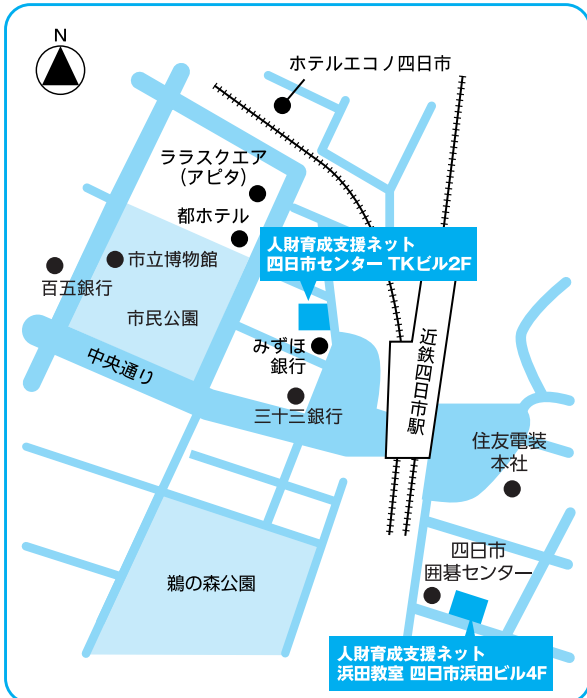 N
ホテルエコノ四日市
ララスクエア
(アピタ)
都ホテル
人財育成支援ネット
四日市センター TKビル2F
市立博物館
百五銀行
市民公園
みずほ
銀行
中央通り
三十三銀行
近鉄四日市駅
住友電装
本社
四日市
囲碁センター
鵜の森公園
人財育成支援ネット
浜田教室 四日市浜田ビル4F